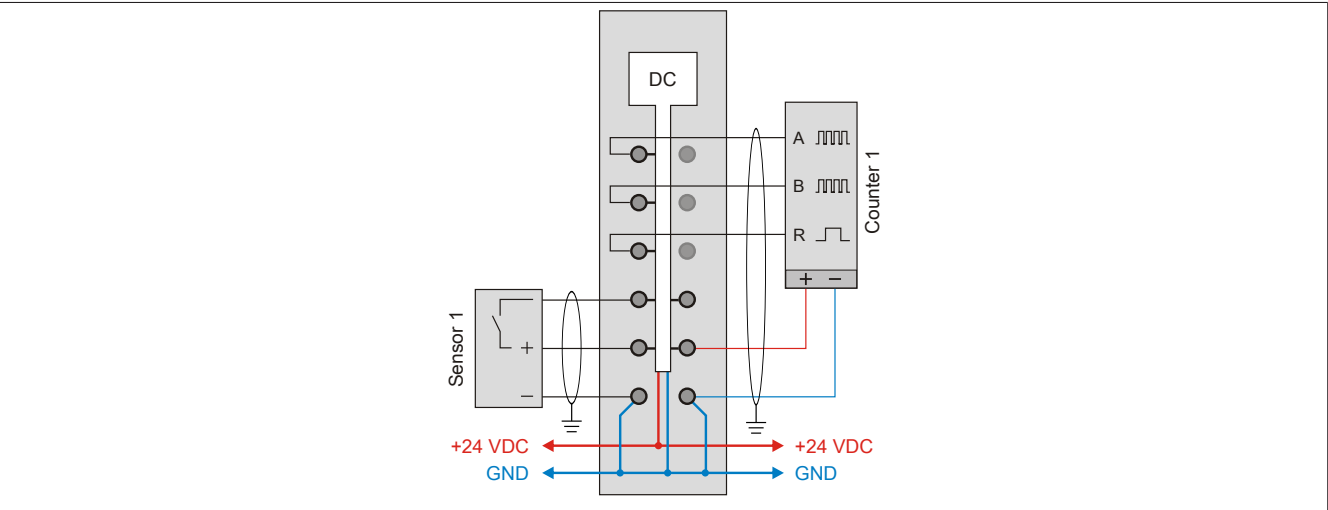 DC
A
B
R
+ −
Counter 1
Sensor 1
+
−
+24 VDC
+24 VDC
GND
GND